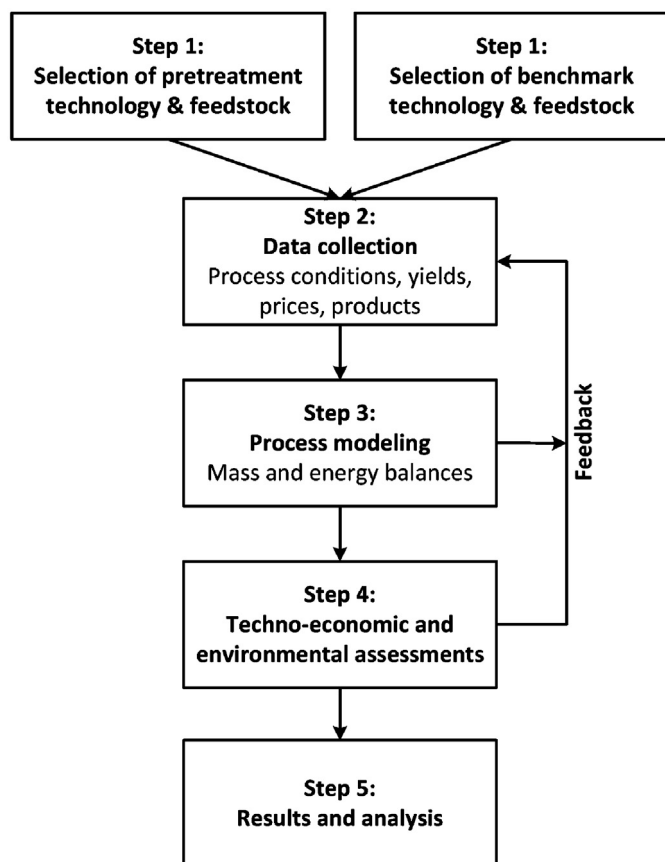 Step 1:
Selection of pretreatment
technology & feedstock
Step 1:
Selection of benchmark
technology & feedstock
Step 2:
Data collection
Process conditions, yields,
prices, products
Step 3:
Process modeling
Mass and energy balances
Feedback
Step 4:
Techno-economic and
environmental assessments
Step 5:
Results and analysis